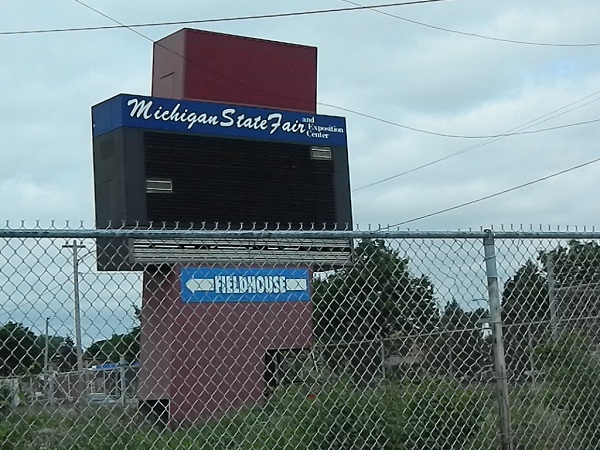 Michigan State Fair
and
Exposition
Center
FIELDHOUSE